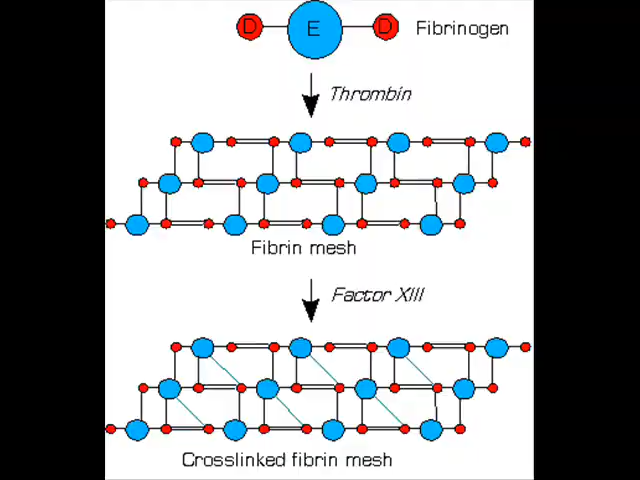 D E D Fibrinogen
Thrombin
Fibrin mesh
Factor XIII
Crosslinked fibrin mesh